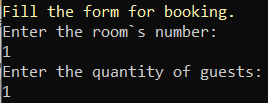 Fill the form for booking.
Enter the room`s number:
1
Enter the quantity of guests:
1